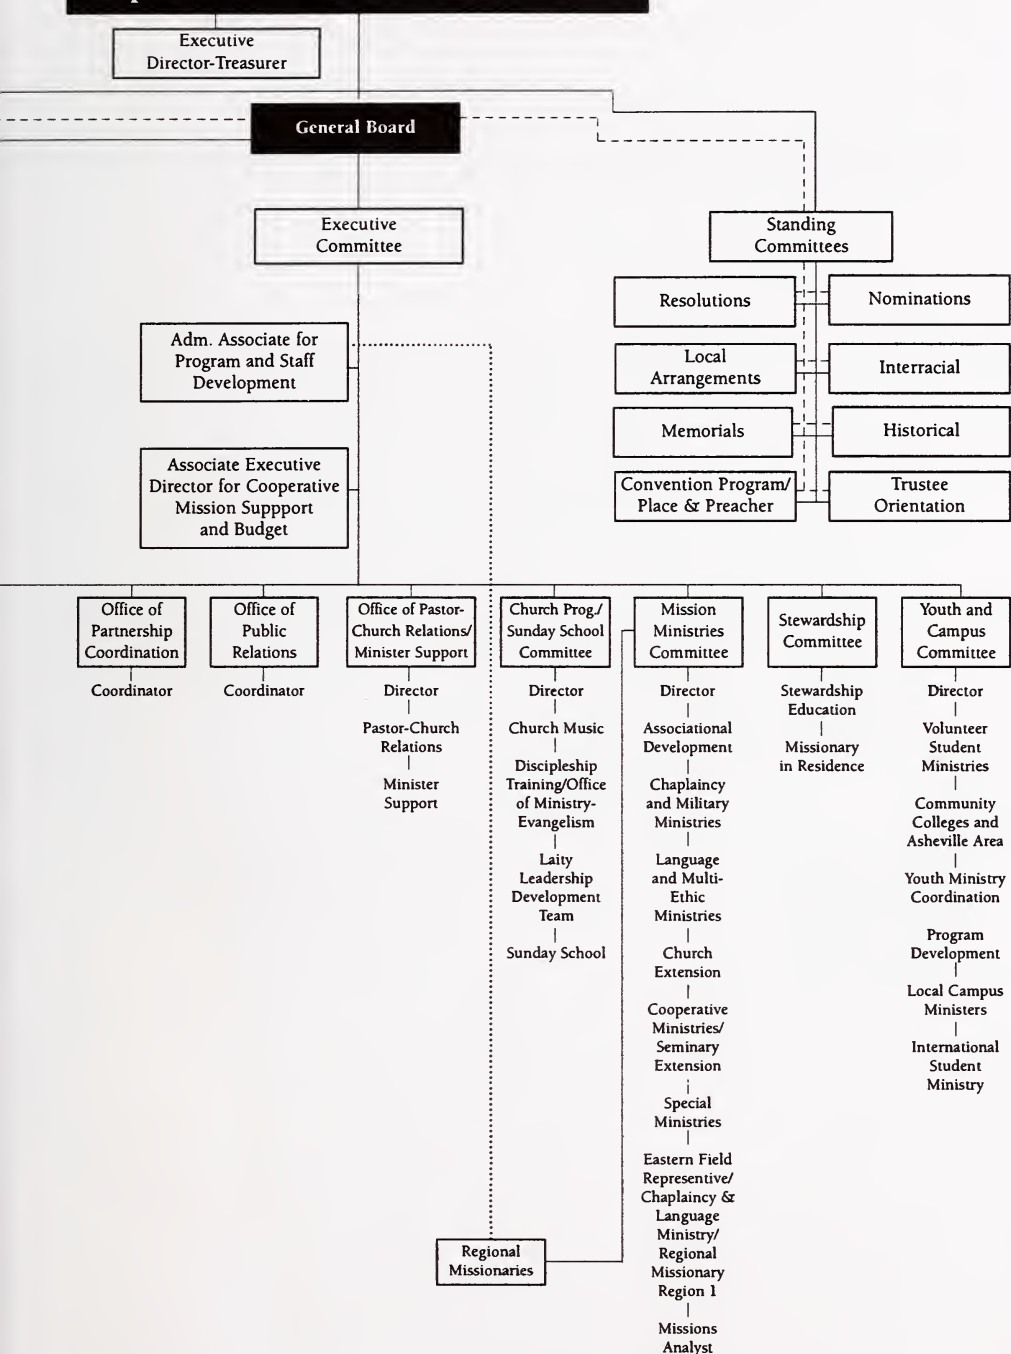 Executive
Director-Treasurer
General Board
Executive
Committee
Standing
Committees
Resolutions
Nominations
Local
Arrangements
Interracial
Memorials
Historical
Convention Program/
Place & Preacher
Trustee
Orientation
Adm. Associate for
Program and Staff
Development
Associate Executive
Director for Cooperative
Mission Suppport
and Budget
Office of
Partnership
Coordination
Coordinator
Office of
Public
Relations
Coordinator
Office of Pastor-
Church Relations/
Minister Support
Director
Pastor-Church
Relations
Minister
Support
Church Prog./
Sunday School
Committee
Director
Church Music
Discipleship
Training/Office
of Ministry-
Evangelism
Laity
Leadership
Development
Team
Sunday School
Mission
Ministries
Committee
Director
Associational
Development
Chaplaincy
and Military
Ministries
Language
and Multi-
Ethic
Ministries
Church
Extension
Cooperative
Ministries/
Seminary
Extension
Special
Ministries
Eastern Field
Representive/
Chaplaincy &
Language
Ministry/
Regional
Missionary
Region 1
Missions
Analyst
Stewardship
Committee
Stewardship
Education
Missionary
in Residence
Youth and
Campus
Committee
Director
Volunteer
Student
Ministries
Community
Colleges and
Asheville Area
Youth Ministry
Coordination
Program
Development
Local Campus
Ministers
International
Student
Ministry
Regional
Missionaries